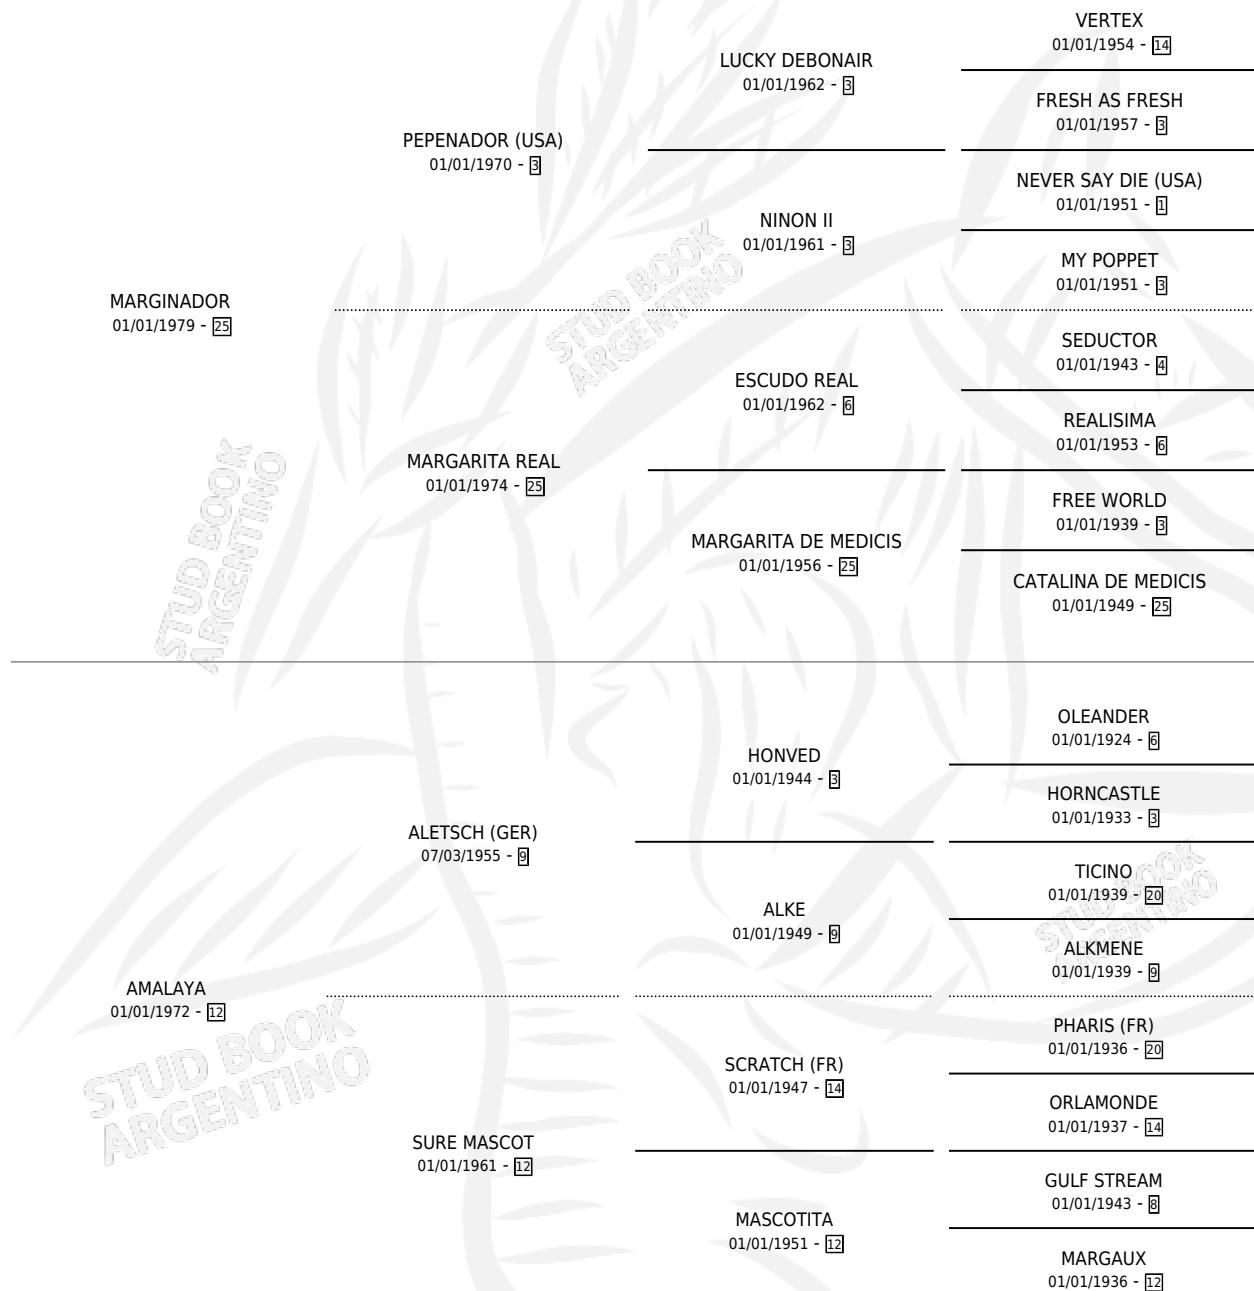 VERTEX
01/01/1954 - 14
LUCKY DEBONAIR
01/01/1962 - 3
FRESH AS FRESH
01/01/1957 - 3
PEPENADOR (USA)
01/01/1970 - 3
NEVER SAY DIE (USA)
01/01/1951 - 1
NINON II
01/01/1961 - 3
MY POPPET
01/01/1951 - 3
MARGINADOR
01/01/1979 - 25
SEDUCTOR
01/01/1943 - 4
ESCUDO REAL
01/01/1962 - 6
REALISIMA
01/01/1953 - 6
MARGARITA REAL
01/01/1974 - 25
FREE WORLD
01/01/1939 - 3
MARGARITA DE MEDICIS
01/01/1956 - 25
CATALINA DE MEDICIS
01/01/1949 - 25
STUD BOOK
ARGENTINO
STUD BOOK
ARGENTINO
OLEANDER
01/01/1924 - 6
HONVED
01/01/1944 - 3
HORNCASTLE
01/01/1933 - 3
ALETSCH (GER)
07/03/1955 - 9
TICINO
01/01/1939 - 20
ALKE
01/01/1949 - 9
ALKMENE
01/01/1939 - 9
STUD BOOK
ARGENTINO
AMALAYA
01/01/1972 - 12
PHARIS (FR)
01/01/1936 - 20
SCRATCH (FR)
01/01/1947 - 14
ORLAMONDE
01/01/1937 - 14
STUD BOOK
ARGENTINO
SURE MASCOT
01/01/1961 - 12
GULF STREAM
01/01/1943 - 8
MASCOTITA
01/01/1951 - 12
MARGAUX
01/01/1936 - 12